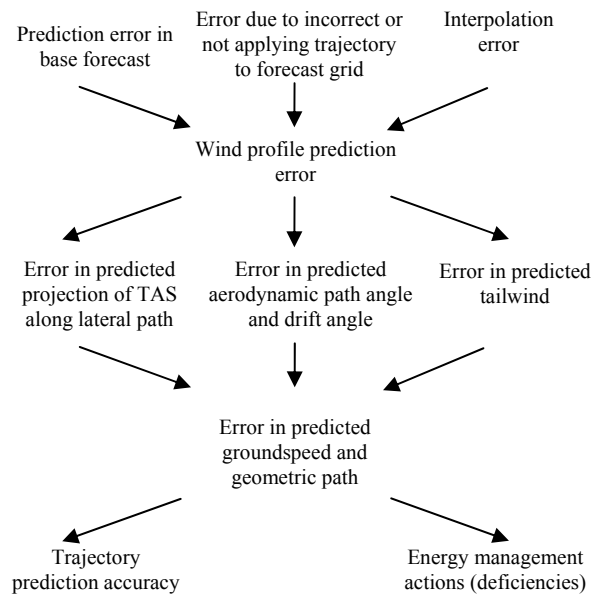 Prediction error in
base forecast
Error due to incorrect or
not applying trajectory
to forecast grid
Interpolation
error
Wind profile prediction
error
Error in predicted
projection of TAS
along lateral path
Error in predicted
aerodynamic path angle
and drift angle
Error in predicted
tailwind
Error in predicted
groundspeed and
geometric path
Trajectory
prediction accuracy
Energy management
actions (deficiencies)